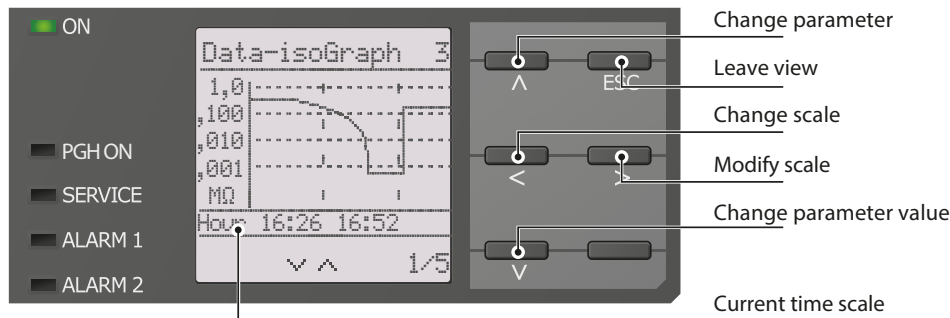 ON
PGH ON
SERVICE
ALARM 1
ALARM 2
Data-isoGraph 3
1,0
,100
,010
,001
MΩ
Hour 16:26 16:52
1/5
ESC
Change parameter
Leave view
Change scale
Modify scale
Change parameter value
Current time scale